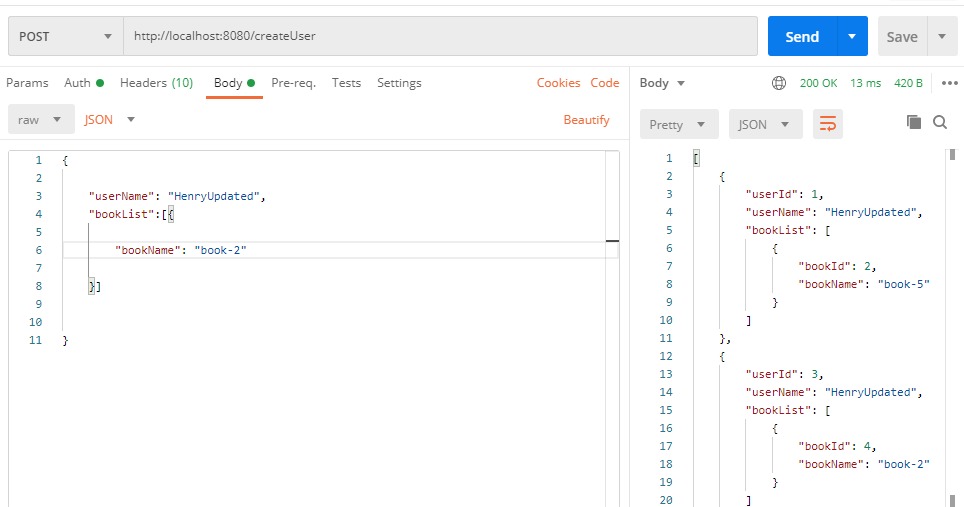 POST http://localhost:8080/createUser Send Save
Params Auth Headers (10) Body Pre-req. Tests Settings Cookies Code
raw JSON Beautify
1 {
2
3 "userName": "HenryUpdated",
4 "bookList":[{
5
6 "bookName": "book-2"
7
8 }]
9
10
11 }
Body 200 OK 13 ms 420 B
Pretty JSON
1 [
2 {
3 "userId": 1,
4 "userName": "HenryUpdated",
5 "bookList": [
6 {
7 "bookId": 2,
8 "bookName": "book-5"
9 }
10 ]
11 },
12 {
13 "userId": 3,
14 "userName": "HenryUpdated",
15 "bookList": [
16 {
17 "bookId": 4,
18 "bookName": "book-2"
19 }
20 ]